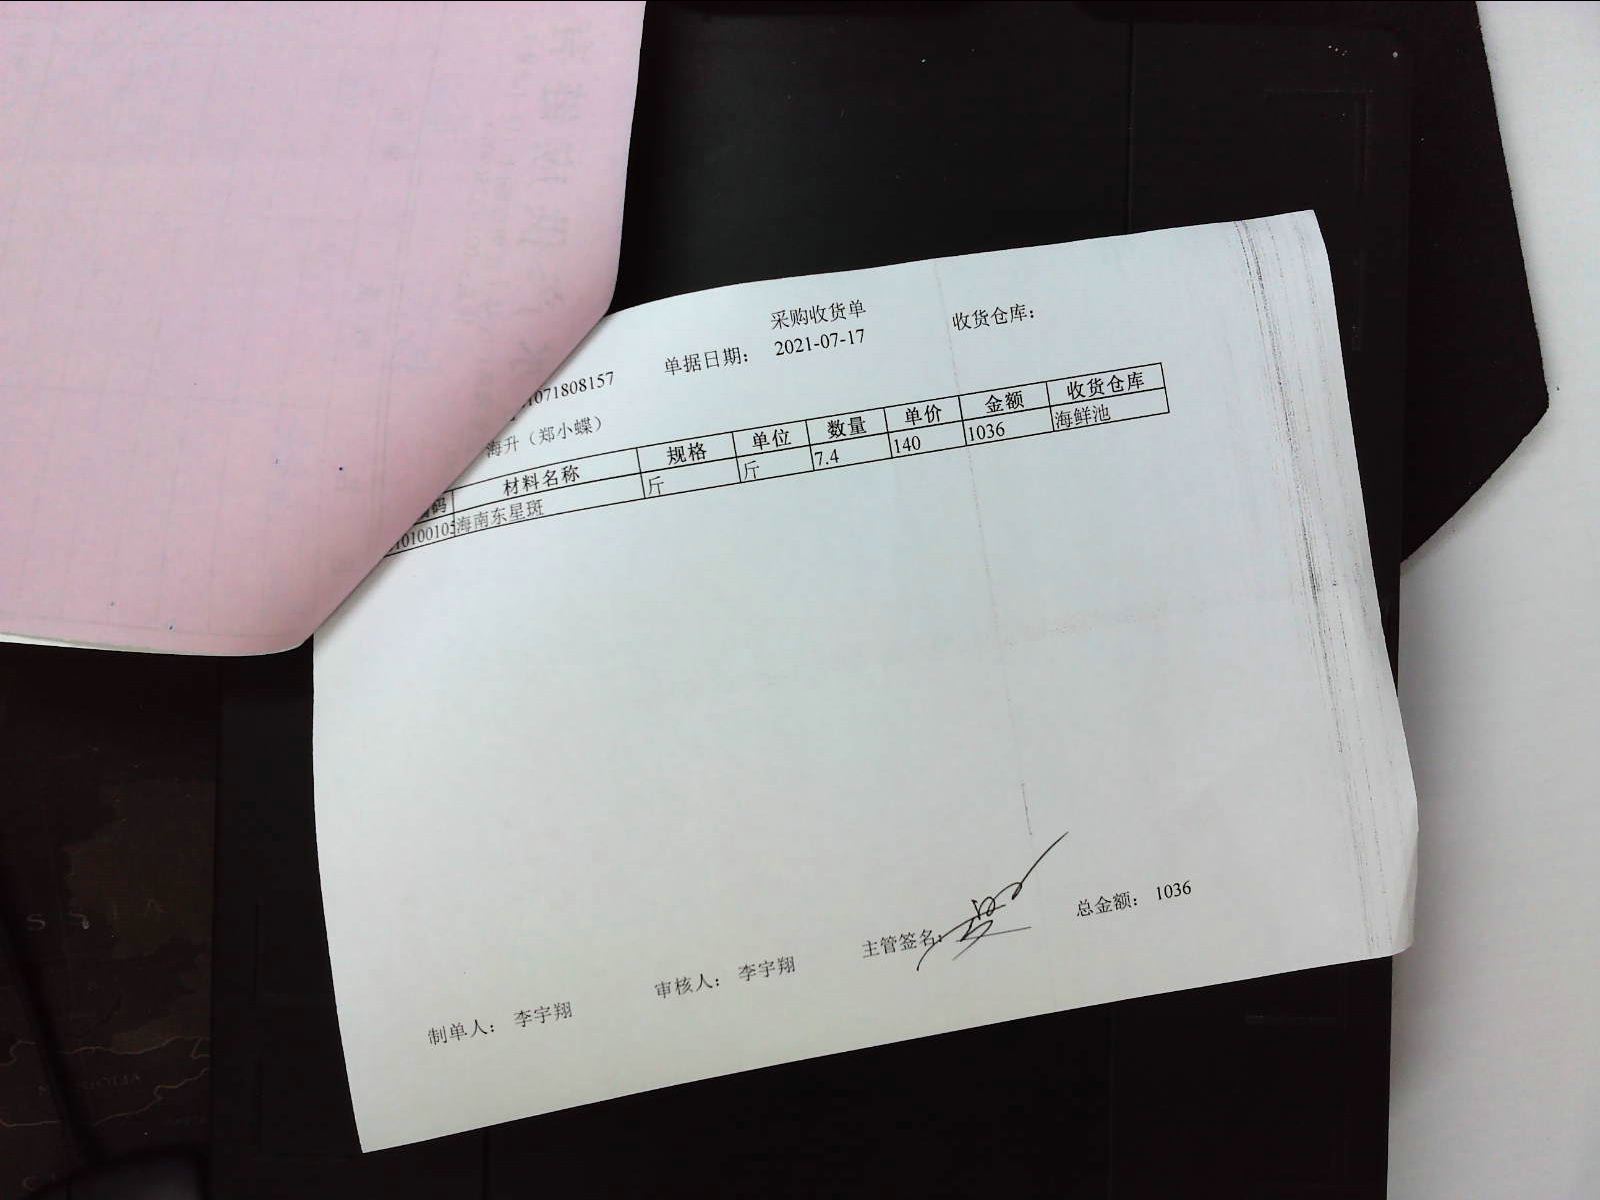 采购收货单
单据日期： 2021-07-17 收货仓库：
1071808157
海升（郑小蝶）
码 材料名称 规格 单位 数量 单价 金额 收货仓库
10100105 海南东星斑 斤 斤 7.4 140 1036 海鲜池
制单人： 李宇翔 审核人： 李宇翔 主管签名： 总金额： 1036